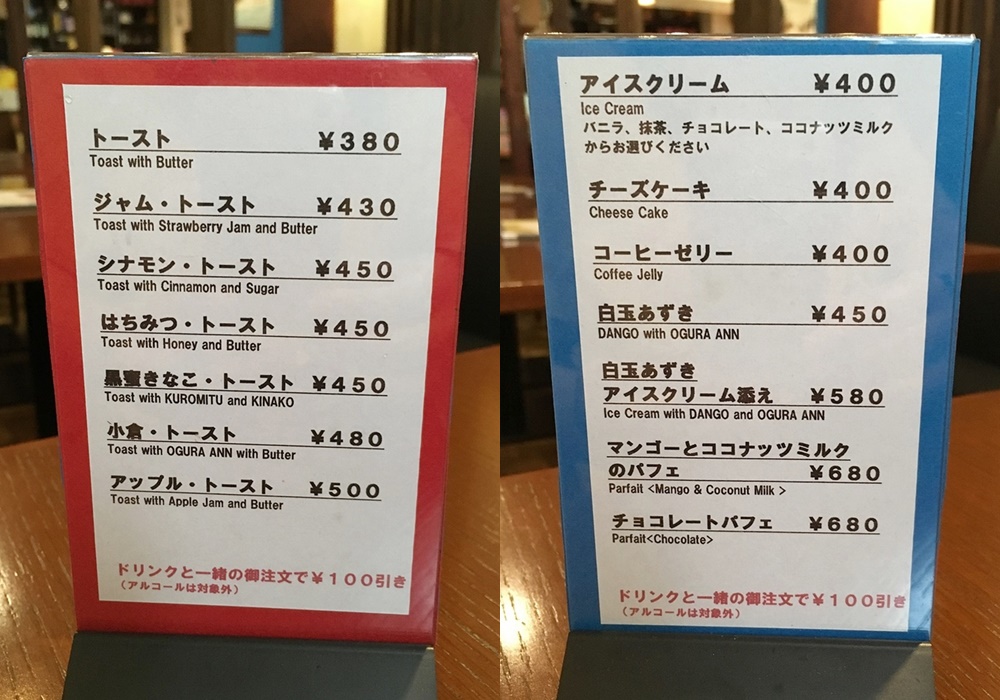 トースト ¥380
Toast with Butter
ジャム・トースト ¥430
Toast with Strawberry Jam and Butter
シナモン・トースト ¥450
Toast with Cinnamon and Sugar
はちみつ・トースト ¥450
Toast with Honey and Butter
黒蜜きなこ・トースト ¥450
Toast with KUROMITU and KINAKO
小倉・トースト ¥480
Toast with OGURA ANN with Butter
アップル・トースト ¥500
Toast with Apple Jam and Butter
ドリンクと一緒の御注文で¥100引き
（アルコールは対象外）
アイスクリーム ¥400
Ice Cream
バニラ、抹茶、チョコレート、ココナッツミルク
からお選びください
チーズケーキ ¥400
Cheese Cake
コーヒーゼリー ¥400
Coffee Jelly
白玉あずき ¥450
DANGO with OGURA ANN
白玉あずき
アイスクリーム添え ¥580
Ice Cream with DANGO and OGURA ANN
マンゴーとココナッツミルク
のパフェ ¥680
Parfait <Mango & Coconut Milk >
チョコレートパフェ ¥680
Parfait<Chocolate>
ドリンクと一緒の御注文で¥100引き
（アルコールは対象外）